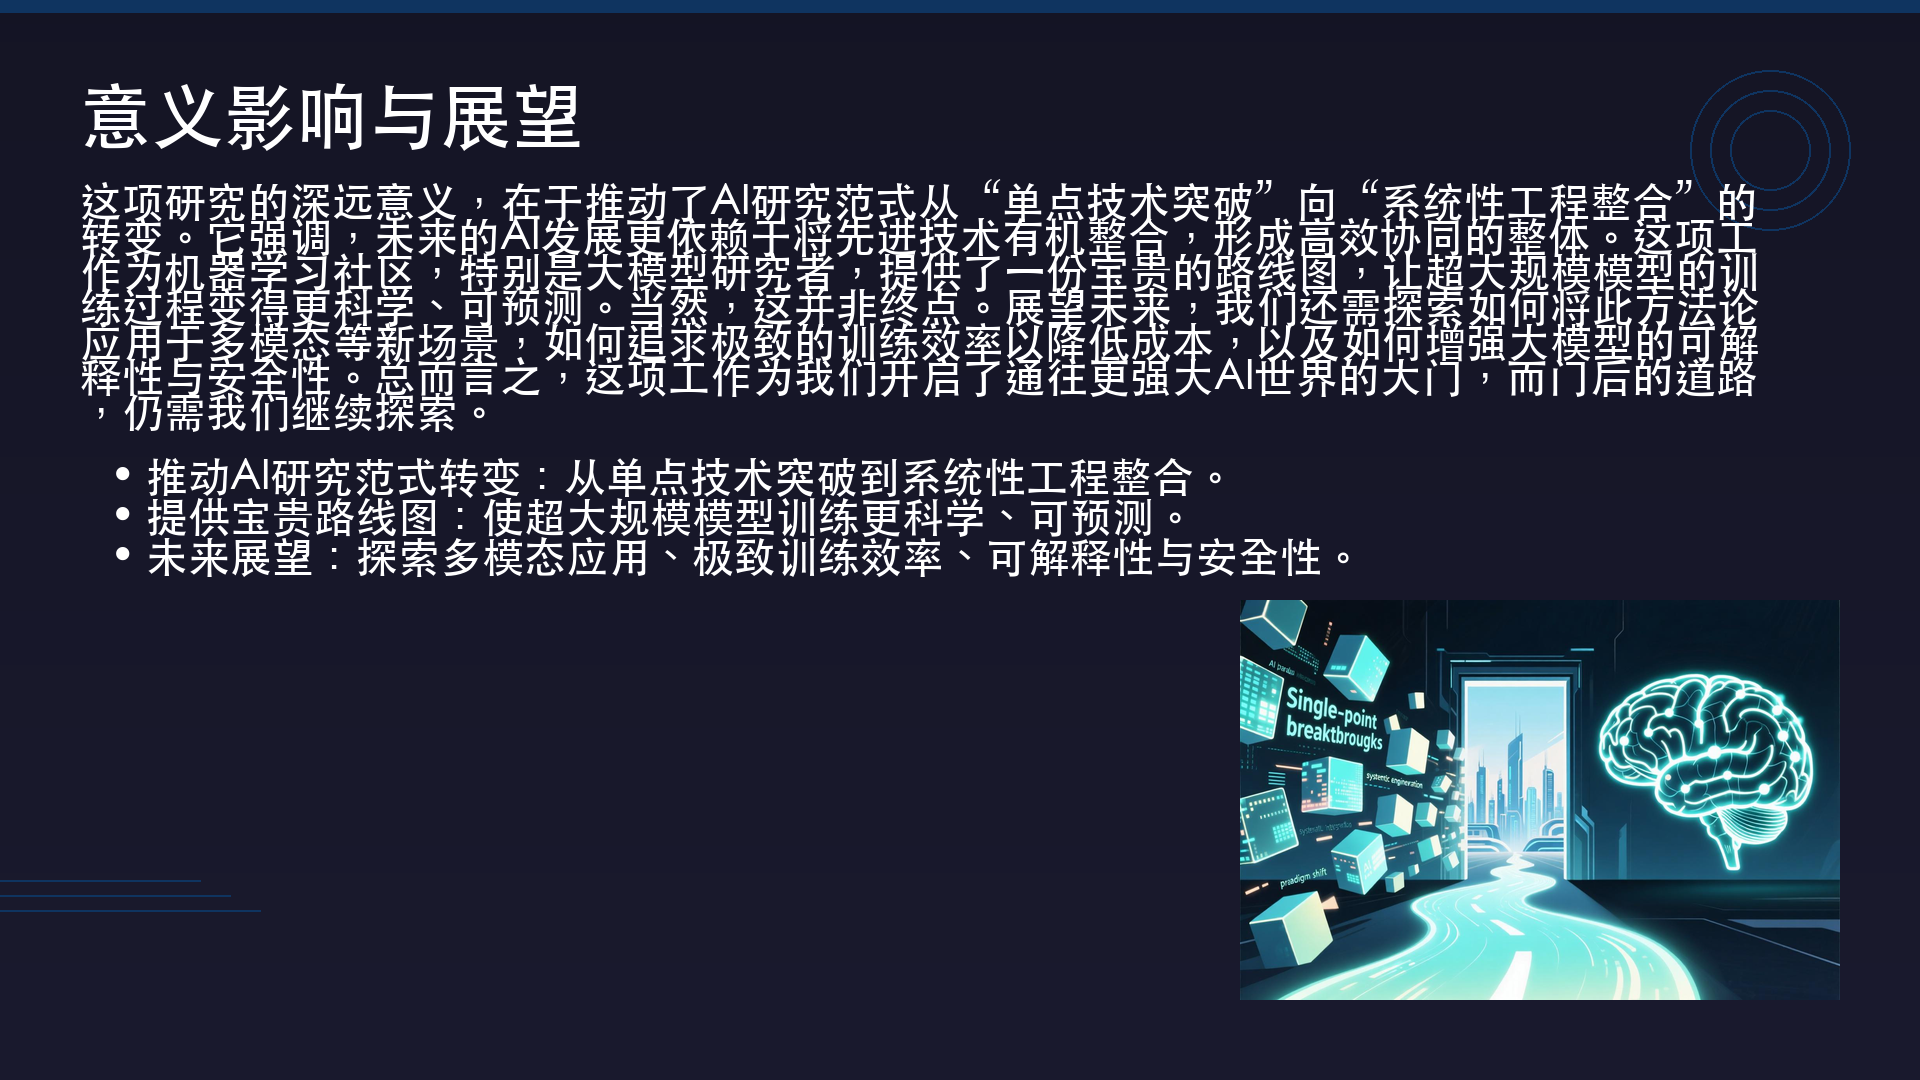 意义影响与展望
这项研究的深远意义，在于推动了AI研究范式从“单点技术突破”向“系统性工程整合”的
转变。它强调，未来的AI发展更依赖于将先进技术有机整合，形成高效协同的整体。这项工
作为机器学习社区，特别是大模型研究者，提供了一份宝贵的路线图，让超大规模模型的训
练过程变得更科学、可预测。当然，这并非终点。展望未来，我们还需探索如何将此方法论
应用于多模态等新场景，如何追求极致的训练效率以降低成本，以及如何增强大模型的可解
释性与安全性。总而言之，这项工作为我们开启了通往更强大AI世界的大门，而门后的道路
，仍需我们继续探索。
• 推动AI研究范式转变：从单点技术突破到系统性工程整合。
• 提供宝贵路线图：使超大规模模型训练更科学、可预测。
• 未来展望：探索多模态应用、极致训练效率、可解释性与安全性。
Single-point
breakthrougks
paradigm shift